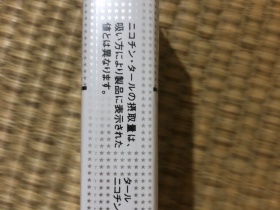 ニコチン・タールの摂取量は、
吸い方により製品に表示された
値とは異なります。
タール
ニコチン